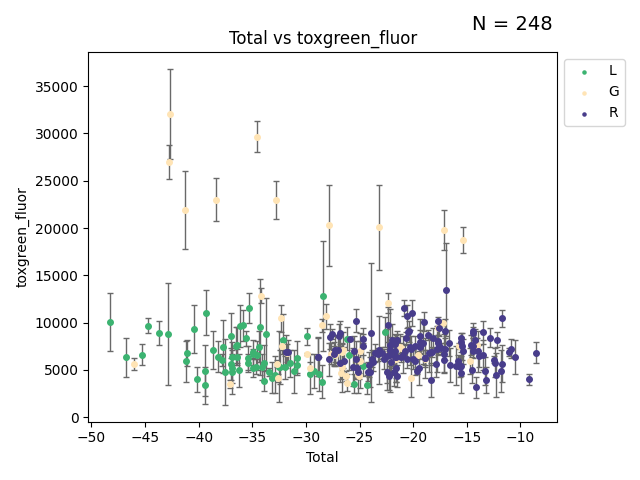 N = 248
Total vs toxgreen_fluor
L
G
R
35000
30000
25000
20000
15000
10000
5000
0
toxgreen_fluor
−50 −45 −40 −35 −30 −25 −20 −15 −10
Total